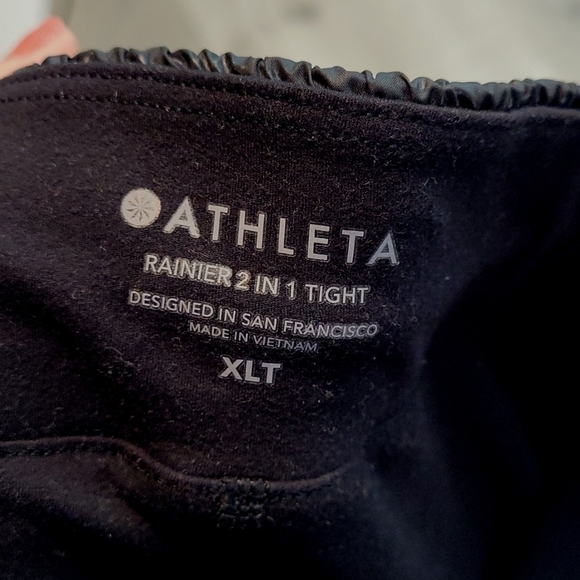 ATHLETA
RAINIER 2 IN 1 TIGHT
DESIGNED IN SAN FRANCISCO
MADE IN VIETNAM
XLT